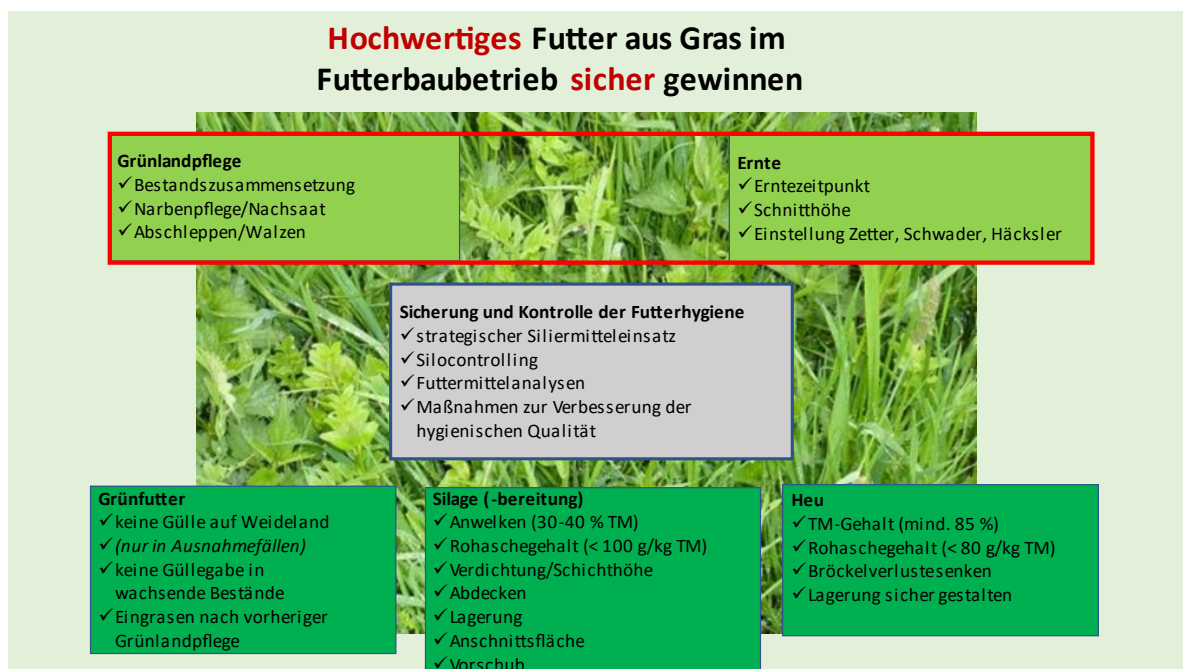 Hochwertiges Futter aus Gras im
Futterbaubetrieb sicher gewinnen
Grünlandpflege
✓ Bestandszusammensetzung
✓ Narbenpflege/Nachsaat
✓ Abschleppen/Walzen
Ernte
✓ Erntezeitpunkt
✓ Schnitthöhe
✓ Einstellung Zetter, Schwader, Häcksler
Sicherung und Kontrolle der Futterhygiene
✓ strategischer Siliermitteleinsatz
✓ Silocontrolling
✓ Futtermittelanalysen
✓ Maßnahmen zur Verbesserung der
hygienischen Qualität
Grünfutter
✓ keine Gülle auf Weideland
✓ (nur in Ausnahmefällen)
✓ keine Güllegabe in
wachsende Bestände
✓ Eingrasen nach vorheriger
Grünlandpflege
Silage (-bereitung)
✓ Anwelken (30-40 % TM)
✓ Rohaschegehalt (< 100 g/kg TM)
✓ Verdichtung/Schichthöhe
✓ Abdecken
✓ Lagerung
✓ Anschnittsfläche
✓ Vorschub
Heu
✓ TM-Gehalt (mind. 85 %)
✓ Rohaschegehalt (< 80 g/kg TM)
✓ Bröckelverlustesenken
✓ Lagerung sicher gestalten